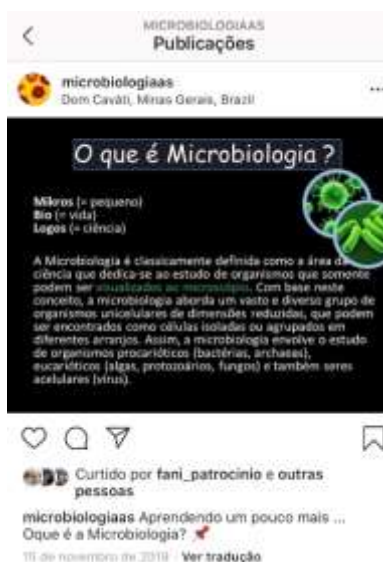 MICROBIOLOGIAAS
Publicações
microbiologiaas
Dom Cavati, Minas Gerais, Brazil
O que é Microbiologia ?
Mikros (= pequeno)
Bio (= vida)
Logos (= ciência)
A Microbiologia é classicamente definida como a área da
ciência que dedica-se ao estudo de organismos que somente
podem ser visualizados ao microscópio. Com base neste
conceito, a microbiologia aborda um vasto e diverso grupo de
organismos unicelulares de dimensões reduzidas, que podem
ser encontrados como células isoladas ou agrupados em
diferentes arranjos. Assim, a microbiologia envolve o estudo
de organismos procarióticos (bactérias, archaeas),
eucarióticos (algas, protozoários, fungos) e também seres
acelulares (vírus).
Curtido por fani_patrocinio e outras
pessoas
microbiologiaas Aprendendo um pouco mais ...
Oque é a Microbiologia?
15 de novembro de 2019 Ver tradução